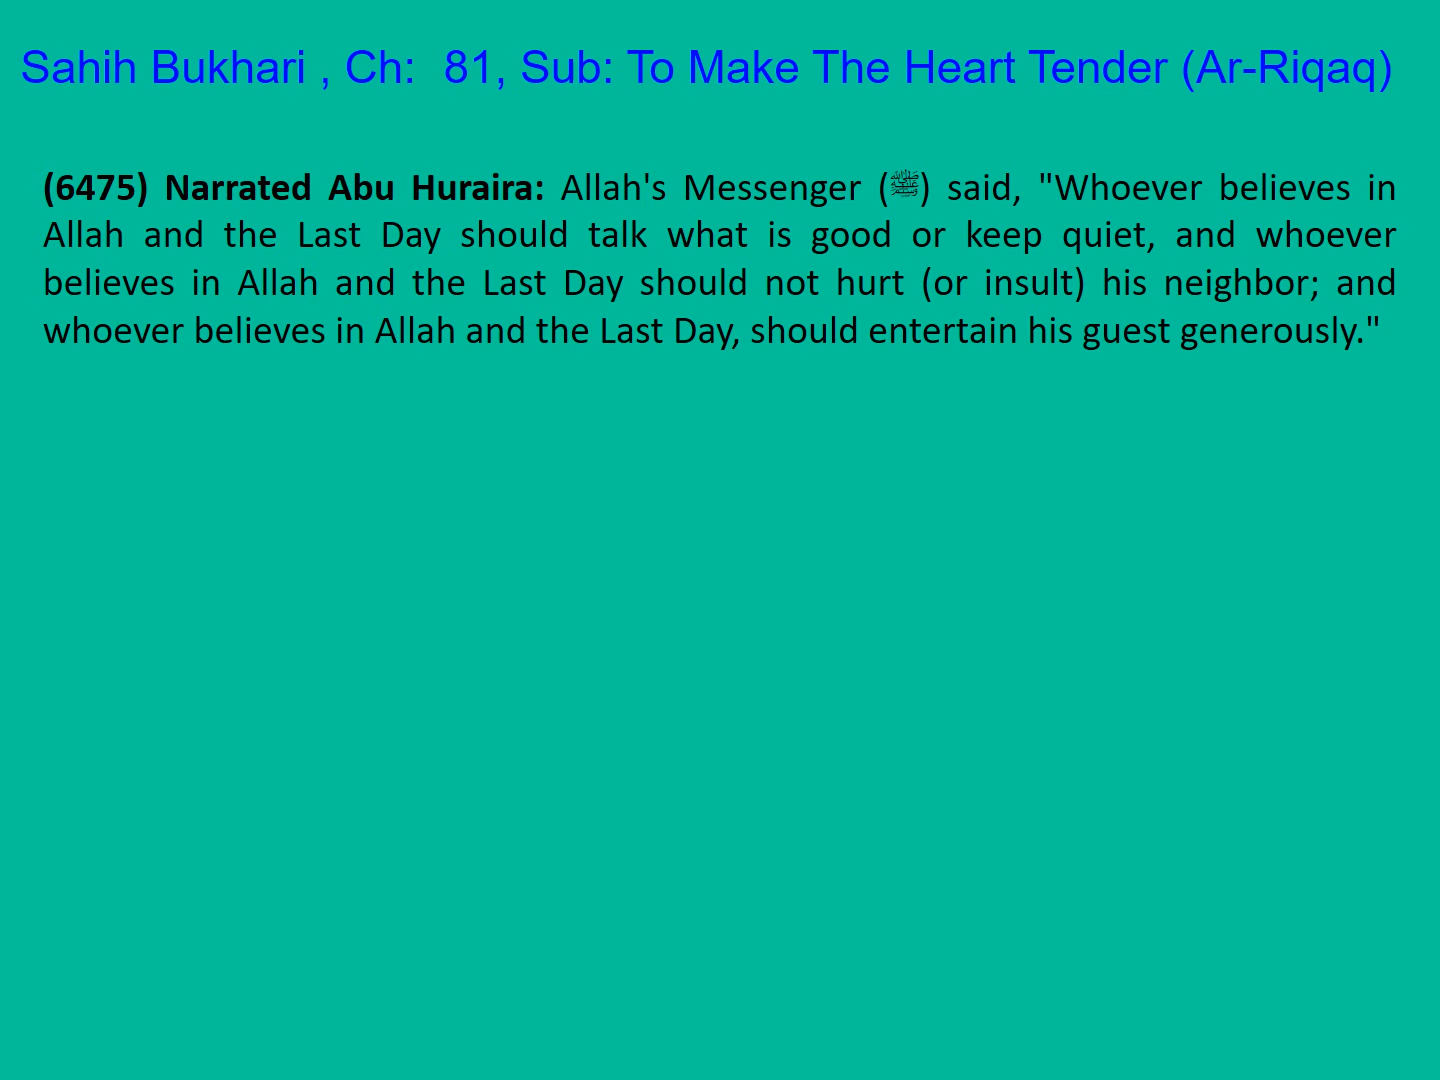 Sahih Bukhari , Ch:  81, Sub: To Make The Heart Tender (Ar-Riqaq)
(6475) Narrated Abu Huraira: Allah's Messenger (ﷺ) said, "Whoever believes in
Allah and the Last Day should talk what is good or keep quiet, and whoever
believes in Allah and the Last Day should not hurt (or insult) his neighbor; and
whoever believes in Allah and the Last Day, should entertain his guest generously."